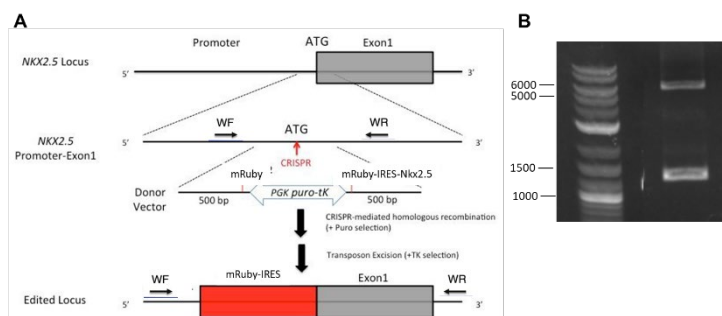 A
B
Promoter
ATG
Exon1
NKX2.5 Locus
5’
3’
WF
ATG
WR
NKX2.5
Promoter-Exon1
5’
3’
CRISPR
mRuby
mRuby-IRES-Nkx2.5
Donor
Vector
PGK puro-tK
500 bp
500 bp
CRISPR-mediated homologous recombination
(+ Puro selection)
Transposon Excision (+TK selection)
WF
mRuby-IRES
Exon1
WR
Edited Locus
5’
3’
6000
5000
1500
1000